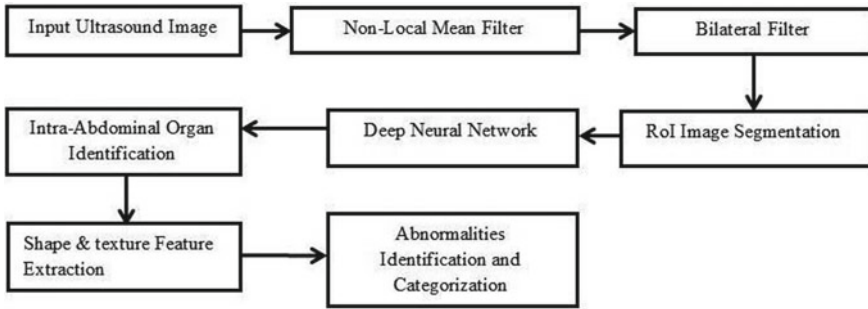 Input Ultrasound Image
Non-Local Mean Filter
Bilateral Filter
RoI Image Segmentation
Deep Neural Network
Intra-Abdominal Organ
Identification
Shape & texture Feature
Extraction
Abnormalities
Identification and
Categorization